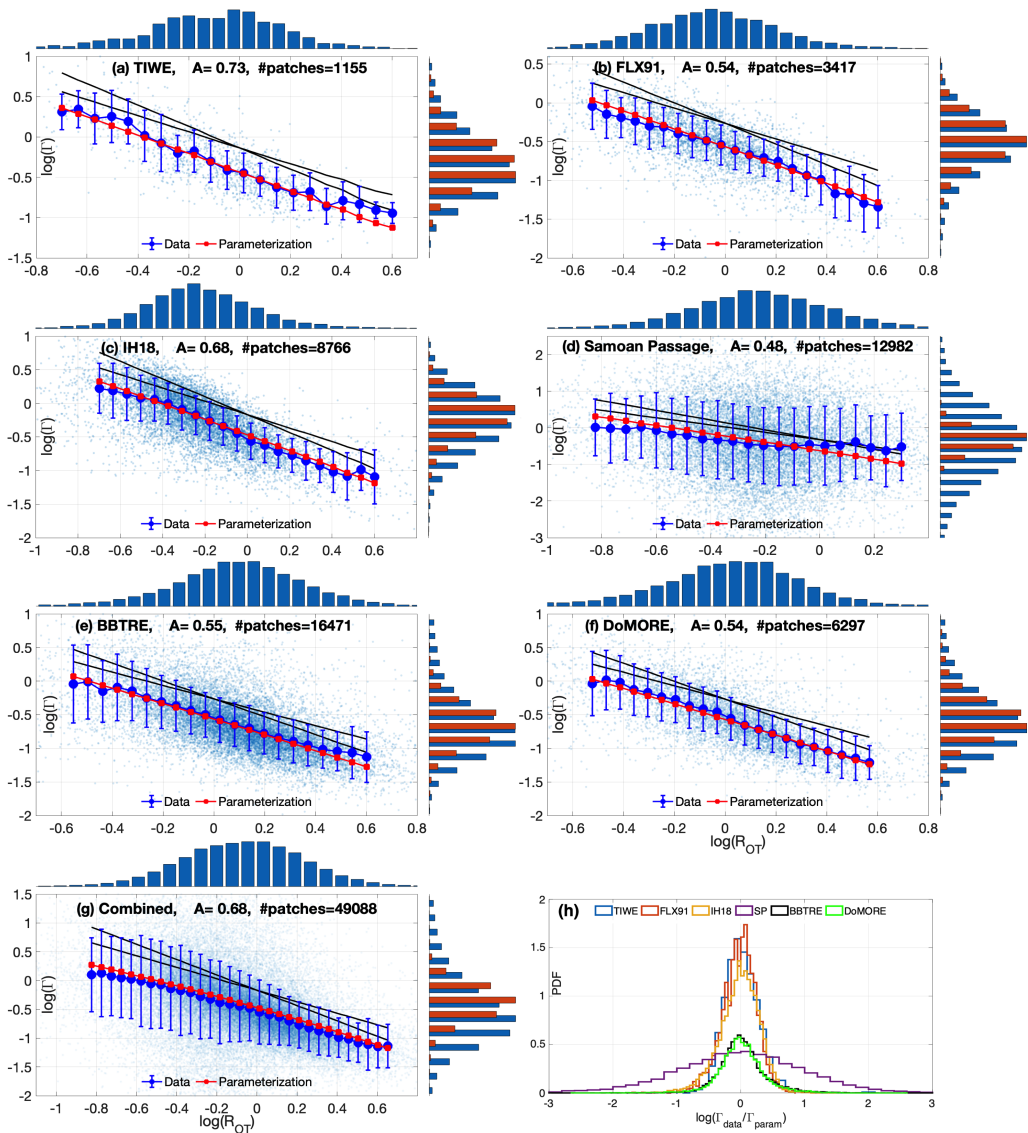 (a) TIWE, A= 0.73, #patches=1155
log(Γ)
1
0.5
0
-0.5
-1
-1.5
Data Parameterization
-0.8 -0.6 -0.4 -0.2 0 0.2 0.4 0.6 0.8
(b) FLX91, A= 0.54, #patches=3417
log(Γ)
0.5
0
-0.5
-1
-1.5
-2
Data Parameterization
-0.6 -0.4 -0.2 0 0.2 0.4 0.6 0.8
(c) IH18, A= 0.68, #patches=8766
log(Γ)
1
0.5
0
-0.5
-1
-1.5
-2
Data Parameterization
-1 -0.8 -0.6 -0.4 -0.2 0 0.2 0.4 0.6 0.8
(d) Samoan Passage, A= 0.48, #patches=12982
log(Γ)
2
1
0
-1
-2
-3
Data Parameterization
-1 -0.8 -0.6 -0.4 -0.2 0 0.2
(e) BBTRE, A= 0.55, #patches=16471
log(Γ)
1
0.5
0
-0.5
-1
-1.5
-2
Data Parameterization
-0.6 -0.4 -0.2 0 0.2 0.4 0.6 0.8
(f) DoMORE, A= 0.54, #patches=6297
log(Γ)
1
0.5
0
-0.5
-1
-1.5
-2
Data Parameterization
-0.6 -0.4 -0.2 0 0.2 0.4 0.6 0.8
log(R_OT)
(g) Combined, A= 0.68, #patches=49088
log(Γ)
1.5
1
0.5
0
-0.5
-1
-1.5
-2
Data Parameterization
-1 -0.8 -0.6 -0.4 -0.2 0 0.2 0.4 0.6 0.8
log(R_OT)
(h)
TIWE FLX91 IH18 SP BBTRE DoMORE
PDF
2
1.5
1
0.5
0
-3 -2 -1 0 1 2 3
log(Γ_data/Γ_param)